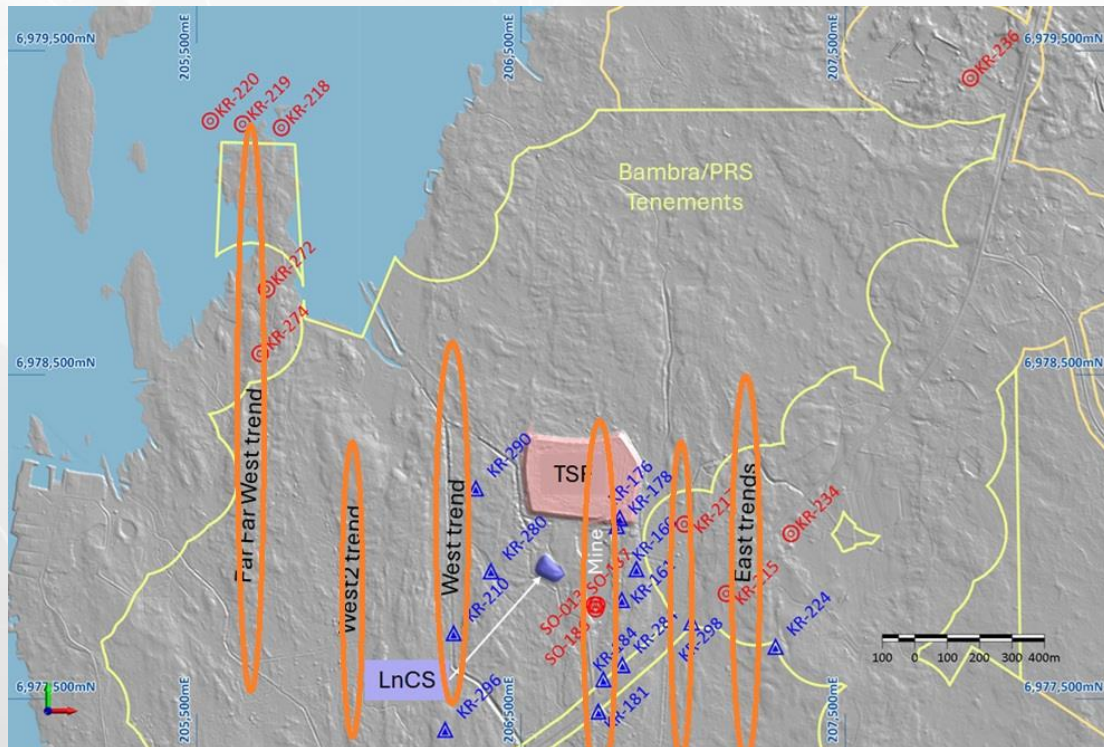 6,979,500mN
205,500mE
206,500mE
207,500mE
6,979,500mN
KR-220
KR-219
KR-218
KR-236
Bambra/PRS
Tenements
KR-272
KR-274
6,978,500mN
6,978,500mN
Far Far West trend
West2 trend
West trend
KR-290
TSF
KR-176
KR-178
KR-217
KR-234
East trends
Mine
KR-280
KR-161
KR-215
SO-013
KR-210
KR-298
KR-224
KR-184
LnCS
KR-296
KR-181
100
0
100
200
300
400m
6,977,500mN
6,977,500mN
205,500mE
206,500mE
207,500mE